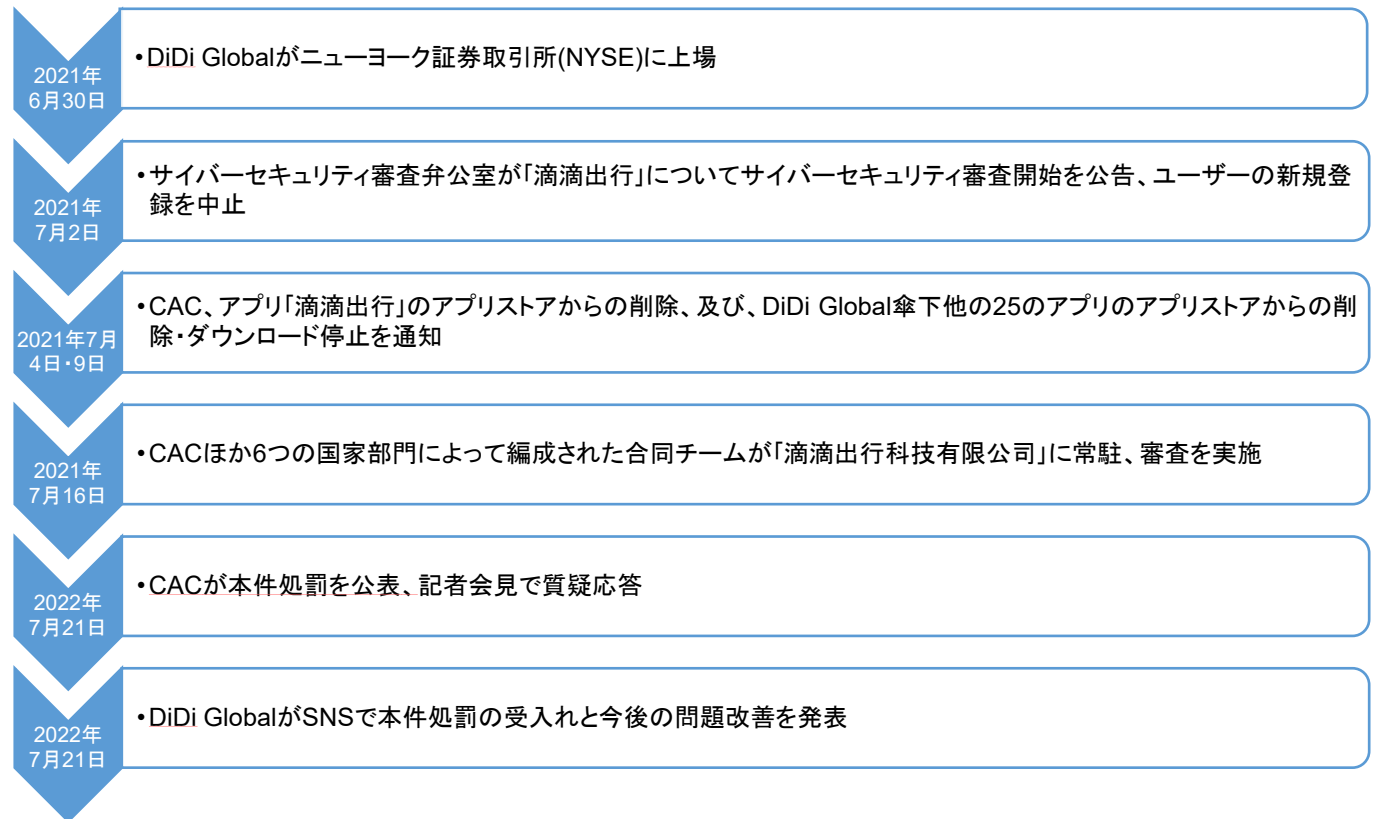 2021年
6月30日
•DiDi Globalがニューヨーク証券取引所(NYSE)に上場
2021年
7月2日
•サイバーセキュリティ審査弁公室が「滴滴出行」についてサイバーセキュリティ審査開始を公告、ユーザーの新規登
録を中止
2021年7月
4日・9日
•CAC、アプリ「滴滴出行」のアプリストアからの削除、及び、DiDi Global傘下他の25のアプリのアプリストアからの削
除・ダウンロード停止を通知
2021年
7月16日
•CACほか6つの国家部門によって編成された合同チームが「滴滴出行科技有限公司」に常駐、審査を実施
2022年
7月21日
•CACが本件処罰を公表、記者会見で質疑応答
2022年
7月21日
•DiDi GlobalがSNSで本件処罰の受入れと今後の問題改善を発表